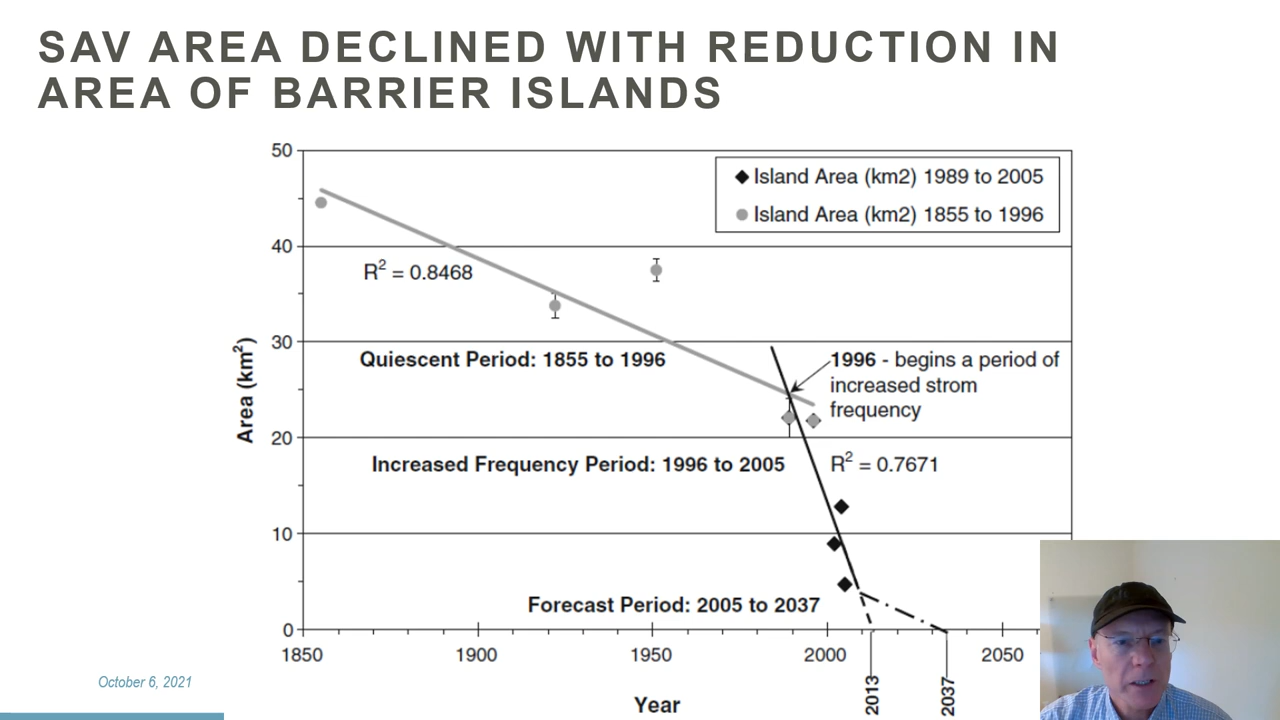 SAV AREA DECLINED WITH REDUCTION IN
AREA OF BARRIER ISLANDS
50
40
30
20
10
0
Area (km2)
Island Area (km2) 1989 to 2005
Island Area (km2) 1855 to 1996
R2 = 0.8468
Quiescent Period: 1855 to 1996
1996 - begins a period of
increased strom
frequency
Increased Frequency Period: 1996 to 2005
R2 = 0.7671
Forecast Period: 2005 to 2037
1850
1900
1950
2000
2050
2013
2037
Year
October 6, 2021